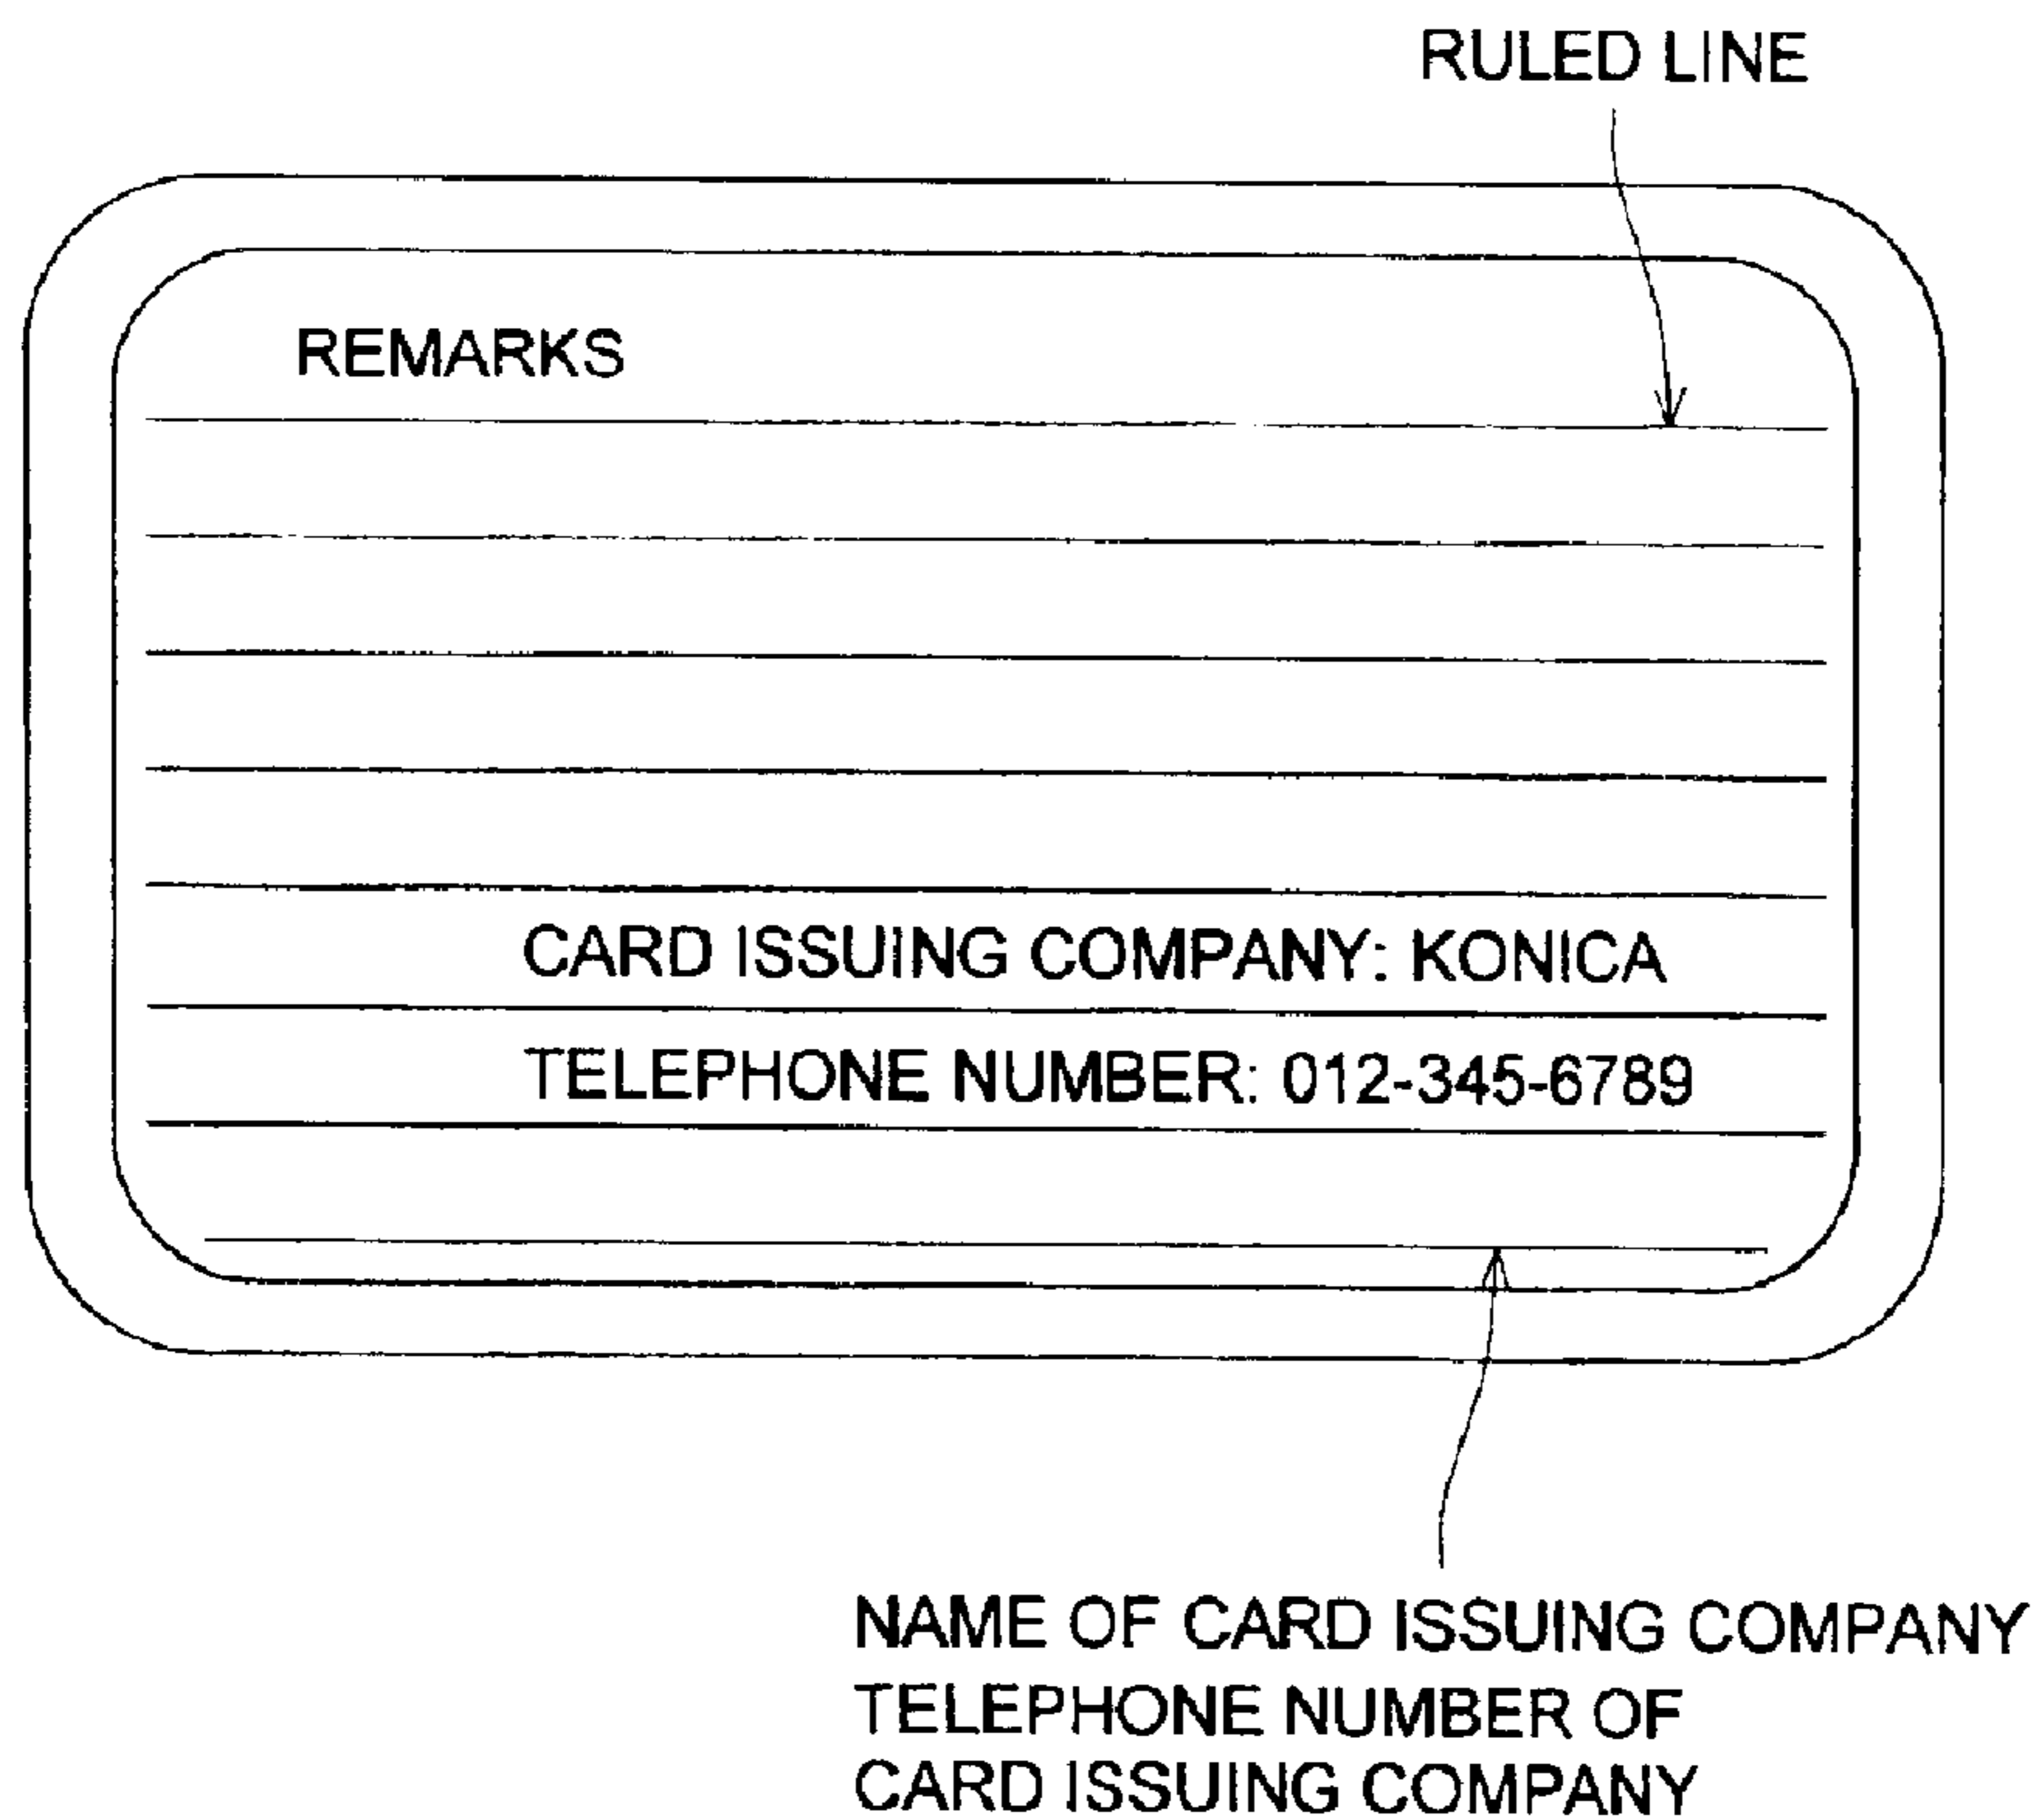 RULED LINE
REMARKS
CARD ISSUING COMPANY: KONICA
TELEPHONE NUMBER: 012-345-6789
NAME OF CARD ISSUING COMPANY
TELEPHONE NUMBER OF
CARD ISSUING COMPANY